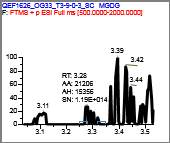 QEF1626_OG33_T3-9-0-3_SC MGOG
F: FTMS + p ESI Full ms [500.0000-2000.0000]
3.39
100
3.42
RT: 3.28
80
AA: 21206
60
AH: 15356
3.44
SN: 1.19E+014
40
3.11
20
0
3.1 3.2 3.3 3.4 3.5